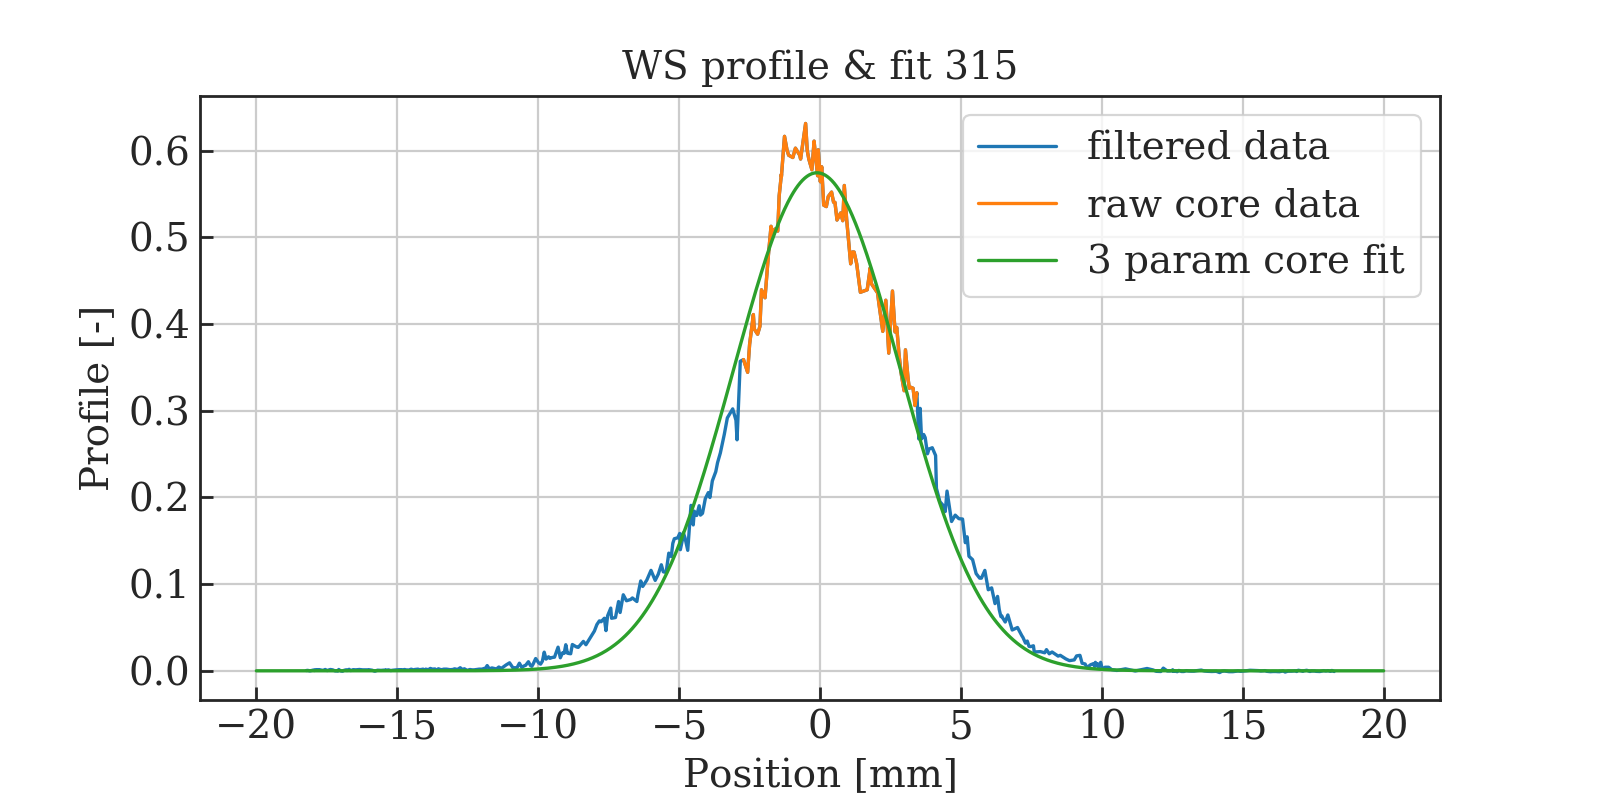 WS profile & fit 315
filtered data
raw core data
3 param core fit
Profile [-]
0.6
0.5
0.4
0.3
0.2
0.1
0.0
−20 −15 −10 −5 0 5 10 15 20
Position [mm]